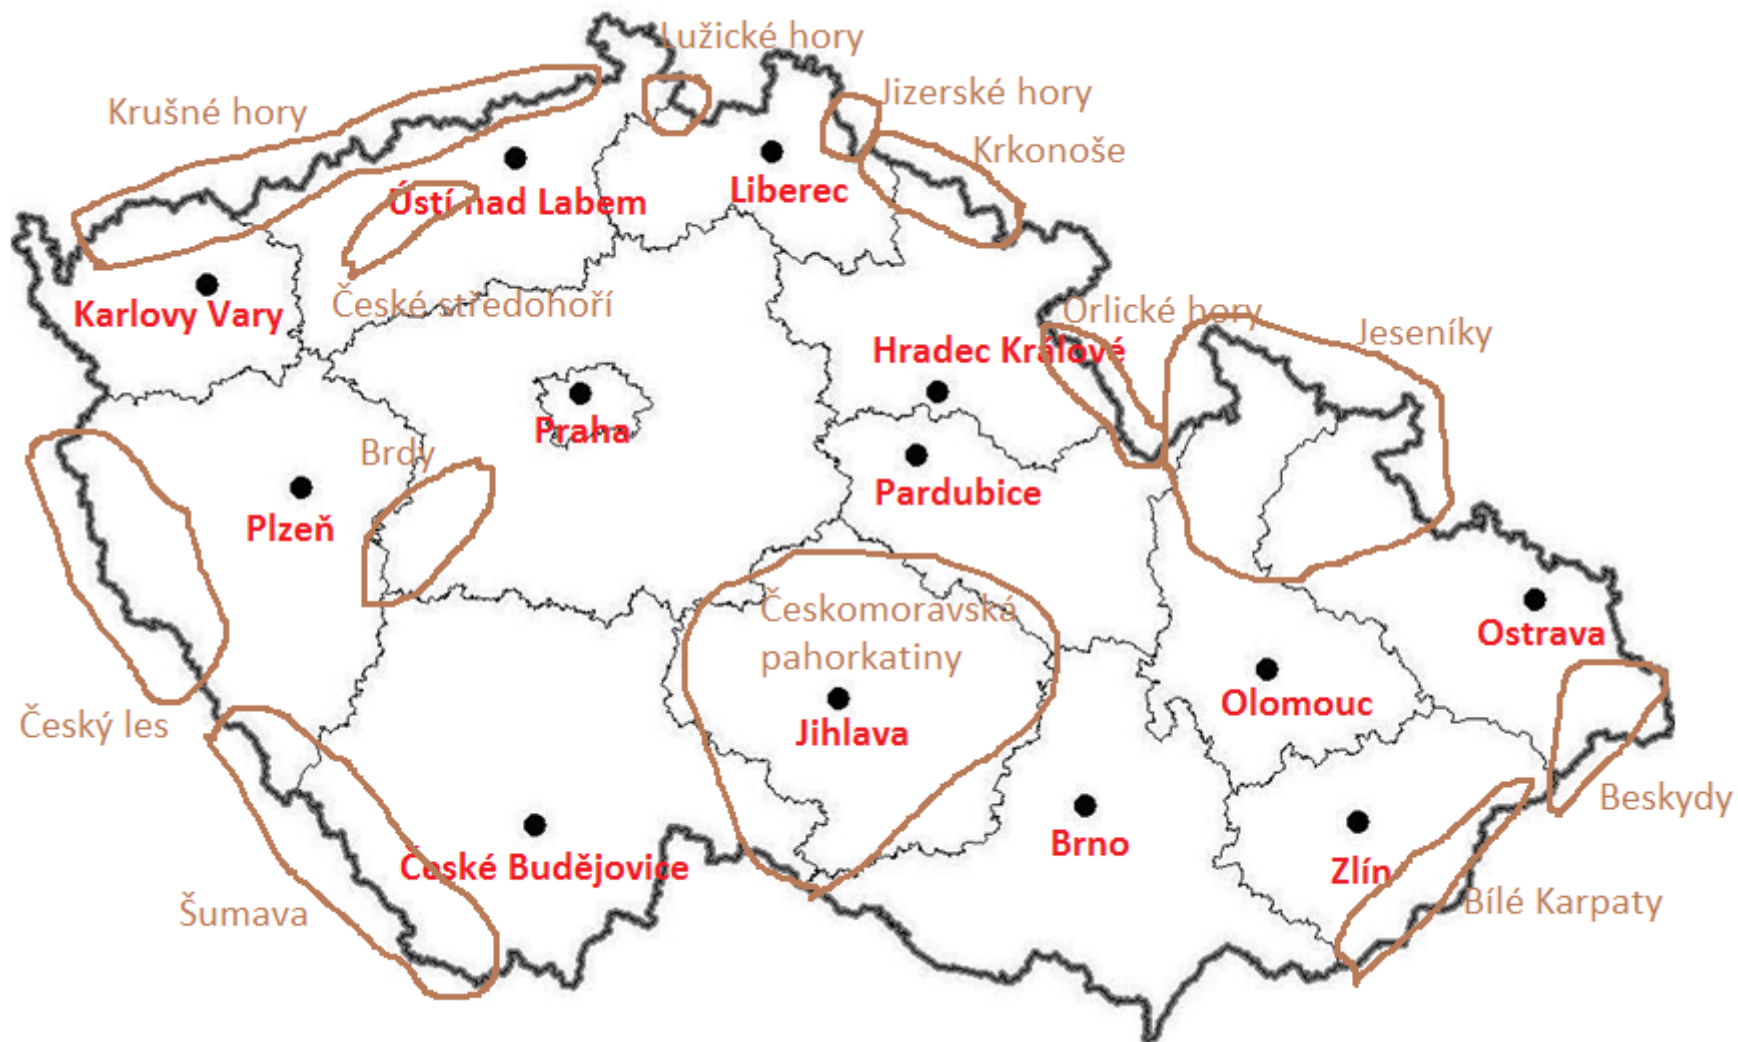 Lužické hory
Krušné hory
Jizerské hory
Krkonoše
Ústí nad Labem
Liberec
Karlovy Vary
České středohoří
Orlické hory
Jeseníky
Hradec Králové
Praha
Brdy
Pardubice
Plzeň
Českomoravská
pahorkatiny
Ostrava
Olomouc
Český les
Jihlava
Beskydy
Brno
České Budějovice
Zlín
Šumava
Bílé Karpaty